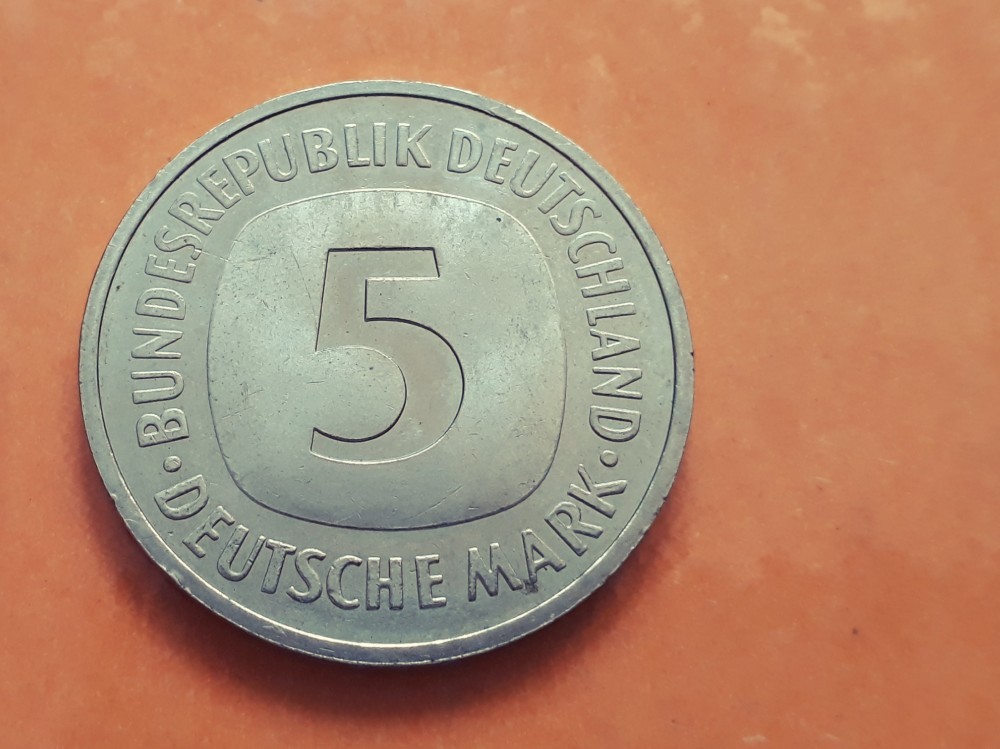 BUNDESREPUBLIK DEUTSCHLAND
5
DEUTSCHE MARK